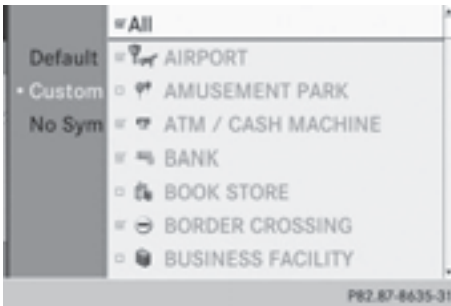 All
Default
AIRPORT
• Custom
AMUSEMENT PARK
No Sym
ATM / CASH MACHINE
BANK
BOOK STORE
BORDER CROSSING
BUSINESS FACILITY
P82.87-8635-31